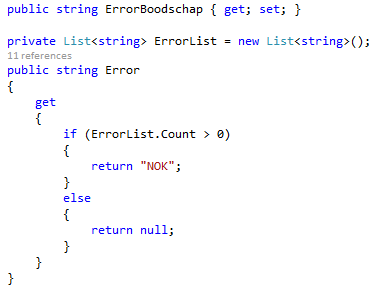 public string ErrorBoodschap { get; set; }
private List<string> ErrorList = new List<string>();
11 references
public string Error
{
get
{
if (ErrorList.Count > 0)
{
return "NOK";
}
else
{
return null;
}
}
}